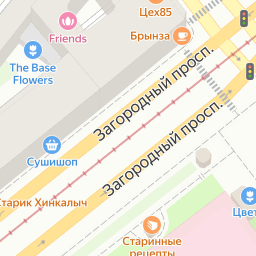 Цех85
Friends
Брынза
The Base
Flowers
Загородный просп.
Загородный просп.
Сушишоп
Старик Хинкалыч
Цвет
Старинные
рецепты